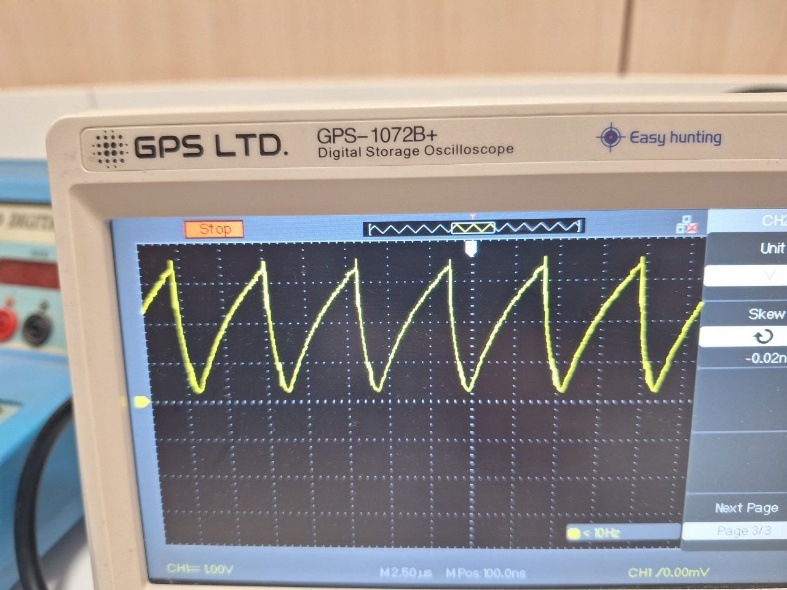 GPS LTD.
GPS-1072B+
Digital Storage Oscilloscope
Easy hunting
DIGITA
Stop
T
CH2
Unit
V
Skew
-0.02n
< 10Hz
Next Page
Page 3/3
CH1= 1.00V
M 2.50us
M Pos:100.0ns
CH1 /0.00mV